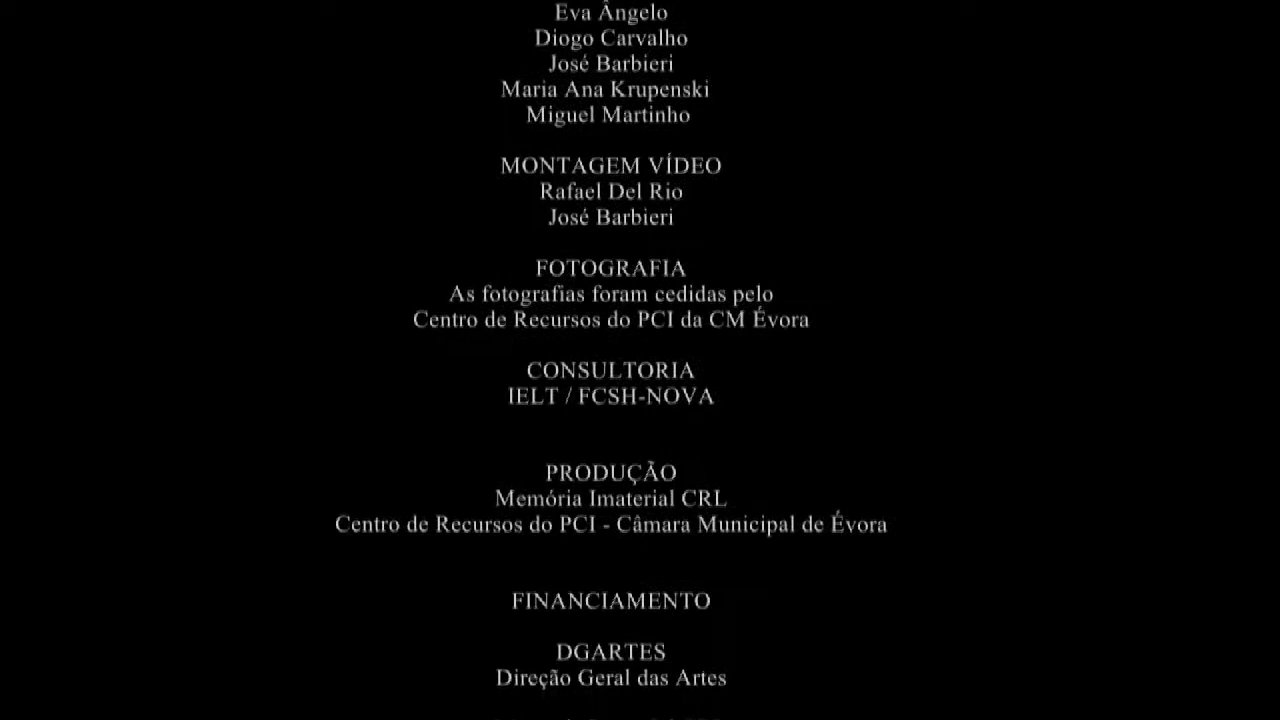 Eva Ângelo
Diogo Carvalho
José Barbieri
Maria Ana Krupenski
Miguel Martinho
MONTAGEM VÍDEO
Rafael Del Rio
José Barbieri
FOTOGRAFIA
As fotografias foram cedidas pelo
Centro de Recursos do PCI da CM Évora
CONSULTORIA
IELT / FCSH-NOVA
PRODUÇÃO
Memória Imaterial CRL
Centro de Recursos do PCI - Câmara Municipal de Évora
FINANCIAMENTO
DGARTES
Direção Geral das Artes